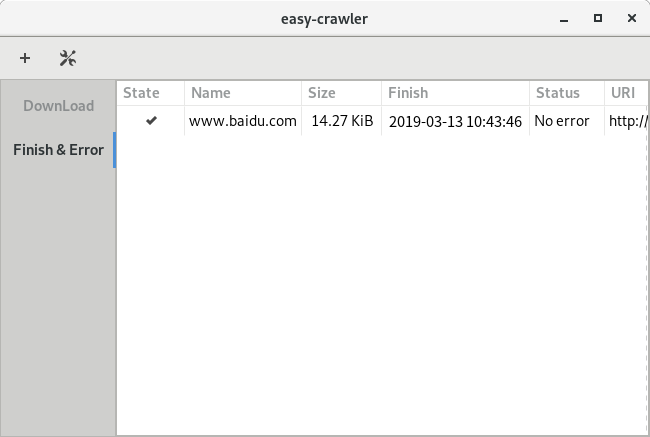 easy-crawler
DownLoad
Finish & Error
State Name Size Finish Status URI
www.baidu.com 14.27 KiB 2019-03-13 10:43:46 No error http://